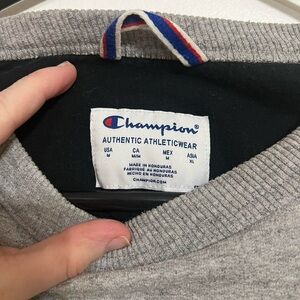 Champion
AUTHENTIC ATHLETICWEAR
USA CA MEX ASIA
M M/M M XL
MADE IN HONDURAS
FABRIQUÉ AU HONDURAS
HECHO EN HONDURAS
CHAMPION.COM